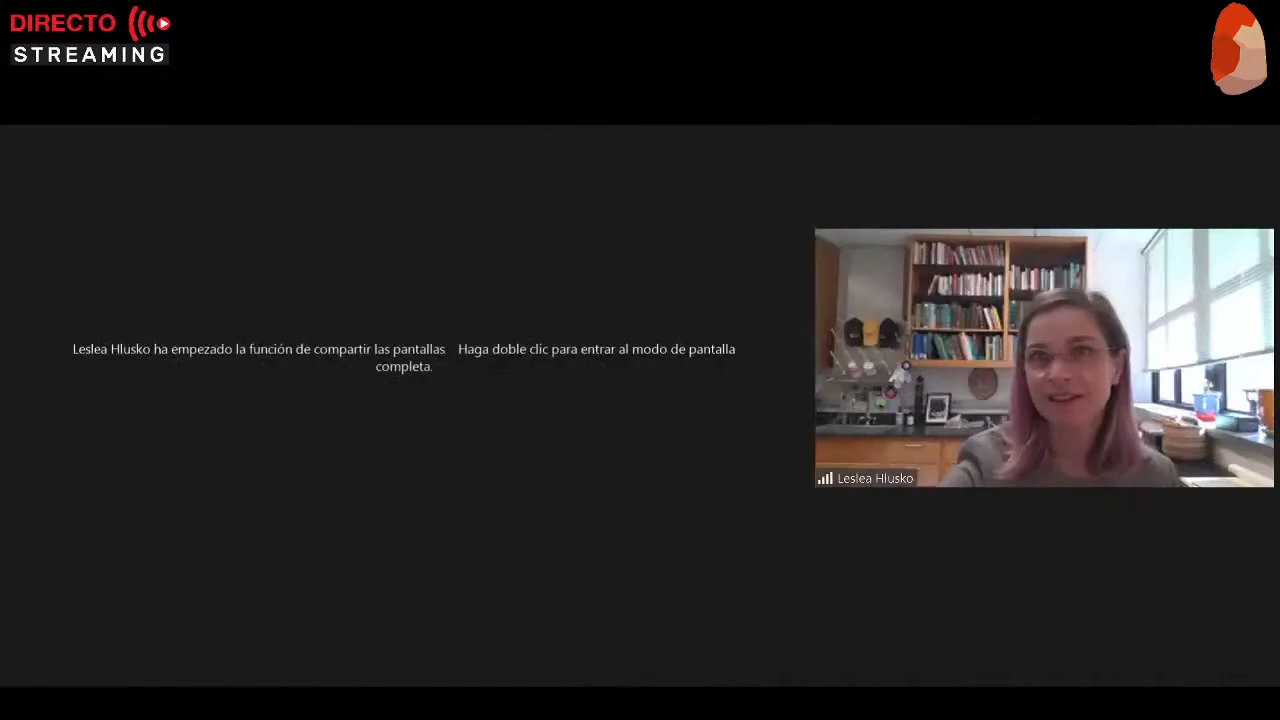 DIRECTO
STREAMING
Leslea Hlusko ha empezado la función de compartir las pantallas Haga doble clic para entrar al modo de pantalla
completa.
Leslea Hlusko